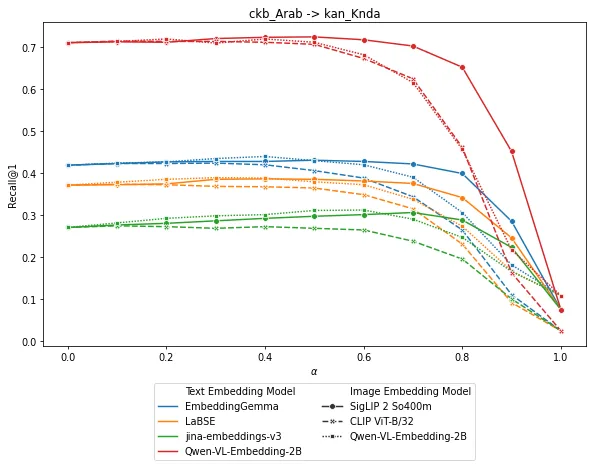 ckb_Arab -> kan_Knda
Recall@1
0.7
0.6
0.5
0.4
0.3
0.2
0.1
0.0
0.0 0.2 0.4 0.6 0.8 1.0
α
Text Embedding Model Image Embedding Model
EmbeddingGemma SigLIP 2 So400m
LaBSE CLIP ViT-B/32
jina-embeddings-v3 Qwen-VL-Embedding-2B
Qwen-VL-Embedding-2B